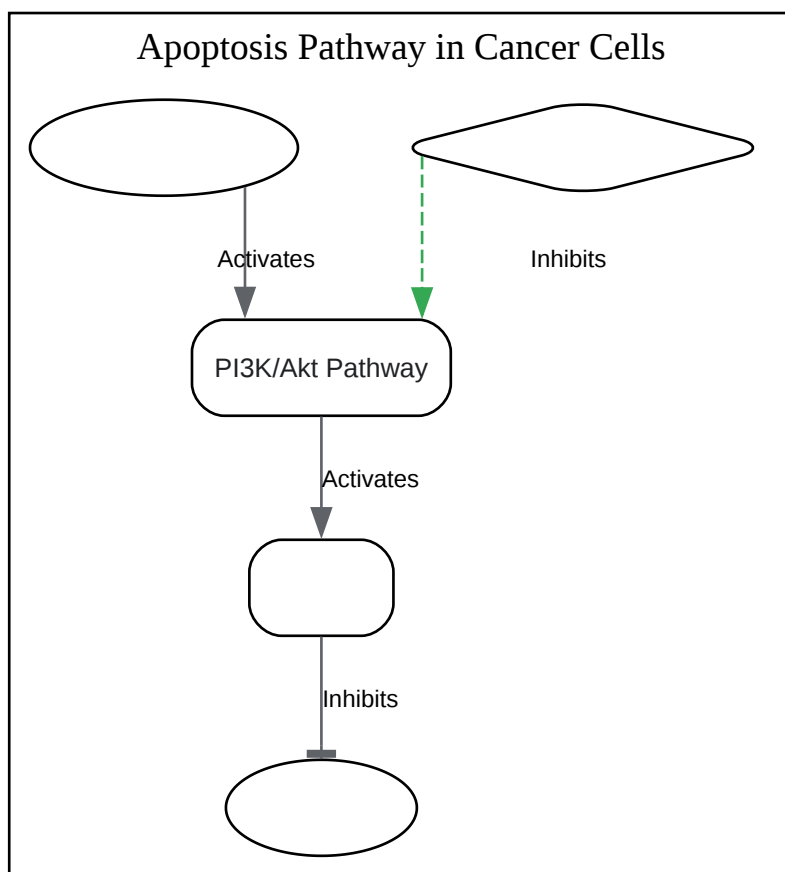 Apoptosis Pathway in Cancer Cells
Activates
Inhibits
PI3K/Akt Pathway
Activates
Inhibits